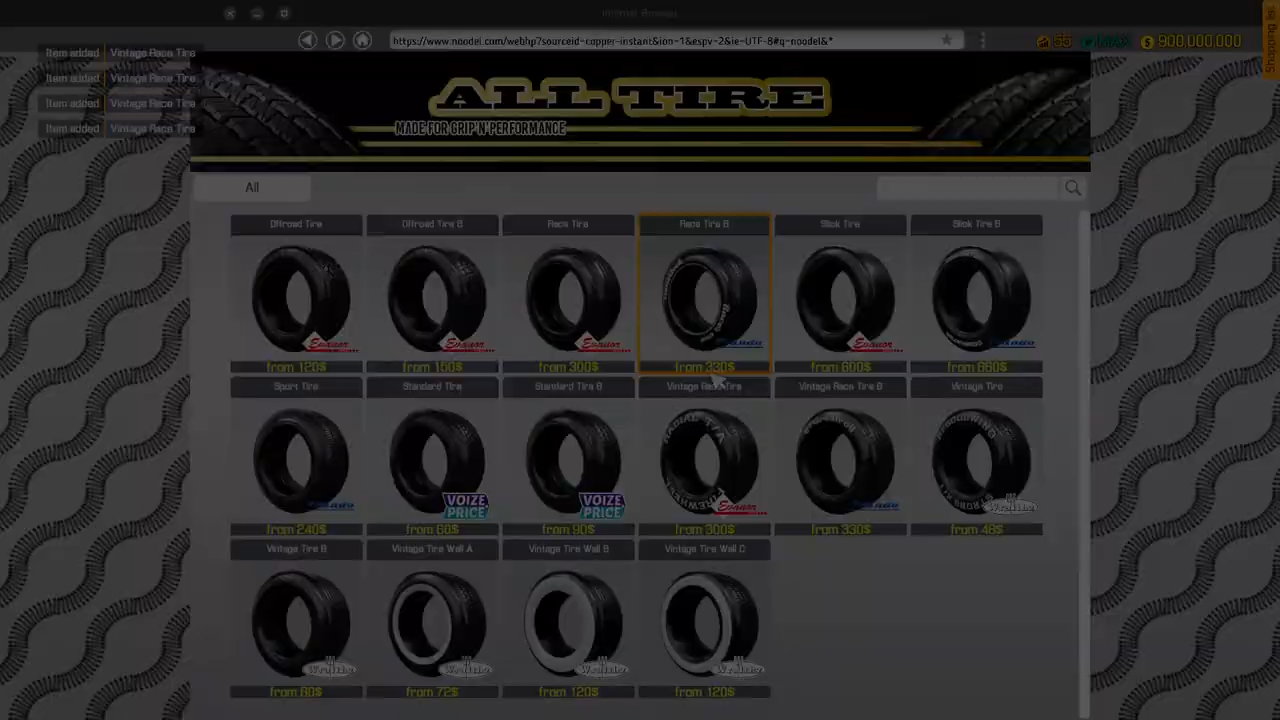 Internet Browser
https://www.noodel.com/webhp?sourceid-copper-instant&ion-1&espv-2&ie-UTF-8#q-noodel&*
55
900,000,000
Item added Vintage Race Tire
Item added Vintage Race Tire
Item added Vintage Race Tire
Item added Vintage Race Tire
ALL TIRE
MADE FOR GRIP'N'PERFORMANCE
All
Offroad Tire
Offroad Tire B
Race Tire
Race Tire B
Slick Tire
Slick Tire B
from 120$
from 150$
from 300$
from 330$
from 600$
from 660$
Sport Tire
Standard Tire
Standard Tire B
Vintage Race Tire
Vintage Race Tire B
Vintage Tire
VOIZE PRICE
VOIZE PRICE
from 240$
from 60$
from 90$
from 300$
from 330$
from 48$
Vintage Tire B
Vintage Tire Wall A
Vintage Tire Wall B
Vintage Tire Wall C
from 60$
from 72$
from 120$
from 120$